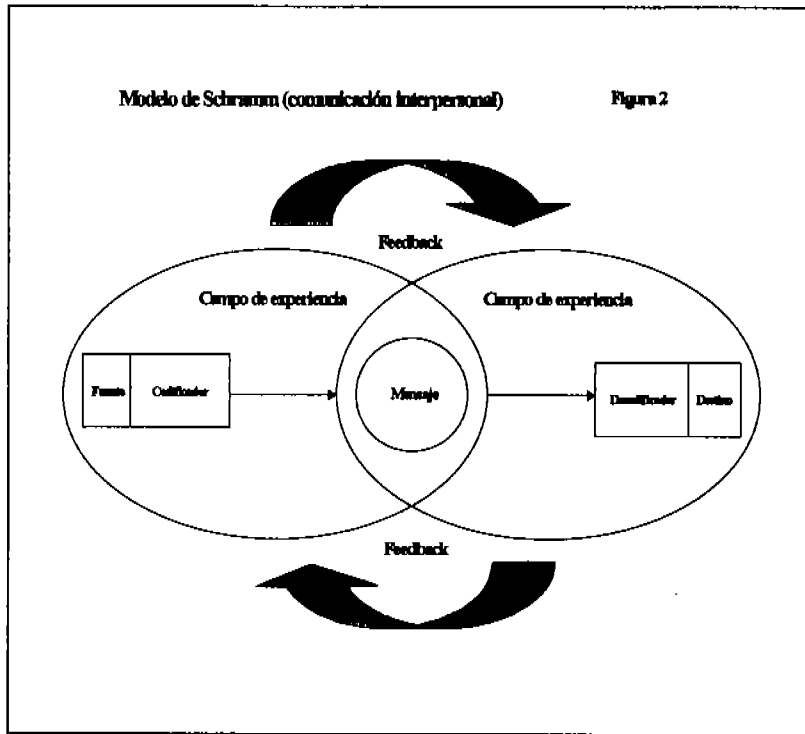 Modelo de Schramm (comunicación interpersonal) Figura 2
Feedback
Campo de experiencia Campo de experiencia
Fuente Codificador Mensaje Decodificador Destino
Feedback